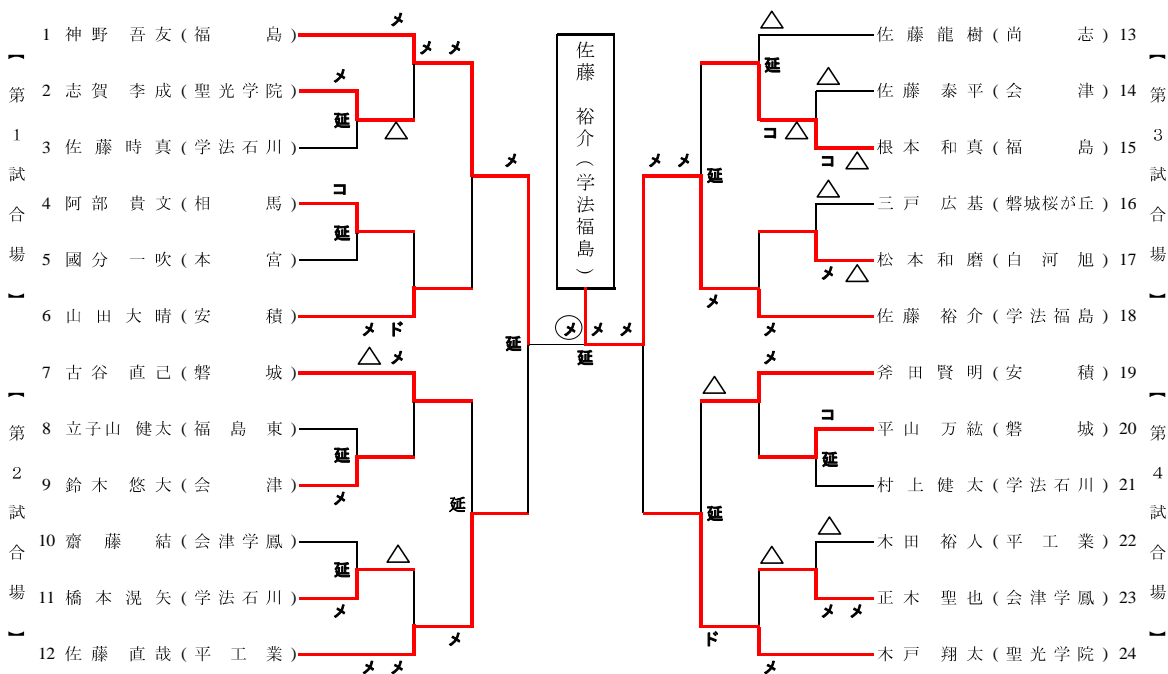 【第1試合場】
1 神野 吾友(福島)
2 志賀 李成(聖光学院)
3 佐藤時真(学法石川)
4 阿部 貴文(相馬)
5 國分 一吹(本宮)
6 山田大晴(安積)
【第2試合場】
7 古谷 直己(磐城)
8 立子山 健太(福島東)
9 鈴木 悠大(会津)
10 齋藤 結(会津学鳳)
11 橋本滉矢(学法石川)
12 佐藤 直哉(平工業)
メ
メ メ
メ
延
△
コ
延
メ ド
メ
△ メ
延
メ
延
メ
△
延
メ
メ メ
延
佐藤 裕介(学法福島)
メ メ メ
延
【第3試合場】
佐藤龍樹(尚志) 13
佐藤 泰平(会津) 14
根本 和真(福島) 15
三戸 広基(磐城桜が丘) 16
松本和磨(白河旭) 17
佐藤 裕介(学法福島) 18
【第4試合場】
斧田賢明(安積) 19
平山 万紘(磐城) 20
村上健太(学法石川) 21
木田裕人(平工業) 22
正木 聖也(会津学鳳) 23
木戸 翔太(聖光学院) 24
△
延
△
コ △
コ △
メ メ
延
△
メ △
メ
メ
メ
△
コ
延
延
△
△
メ メ
ド
メ